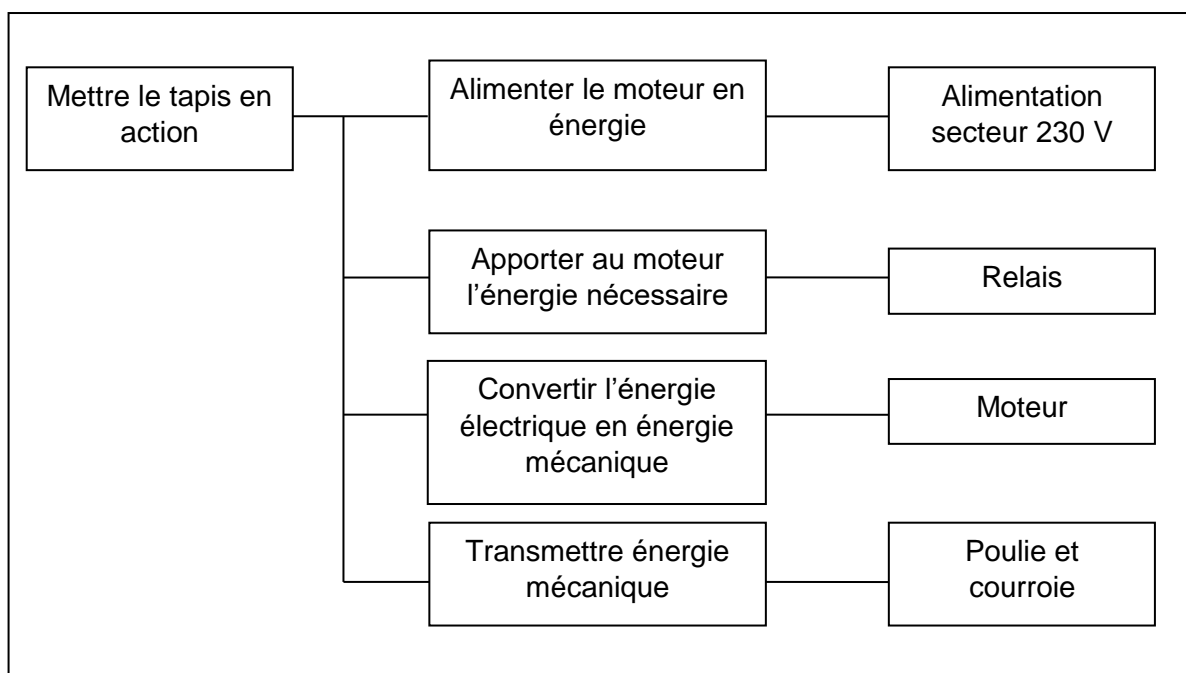 Mettre le tapis en
action
Alimenter le moteur en
énergie
Alimentation
secteur 230 V
Apporter au moteur
l’énergie nécessaire
Relais
Convertir l’énergie
électrique en énergie
mécanique
Moteur
Transmettre énergie
mécanique
Poulie et
courroie